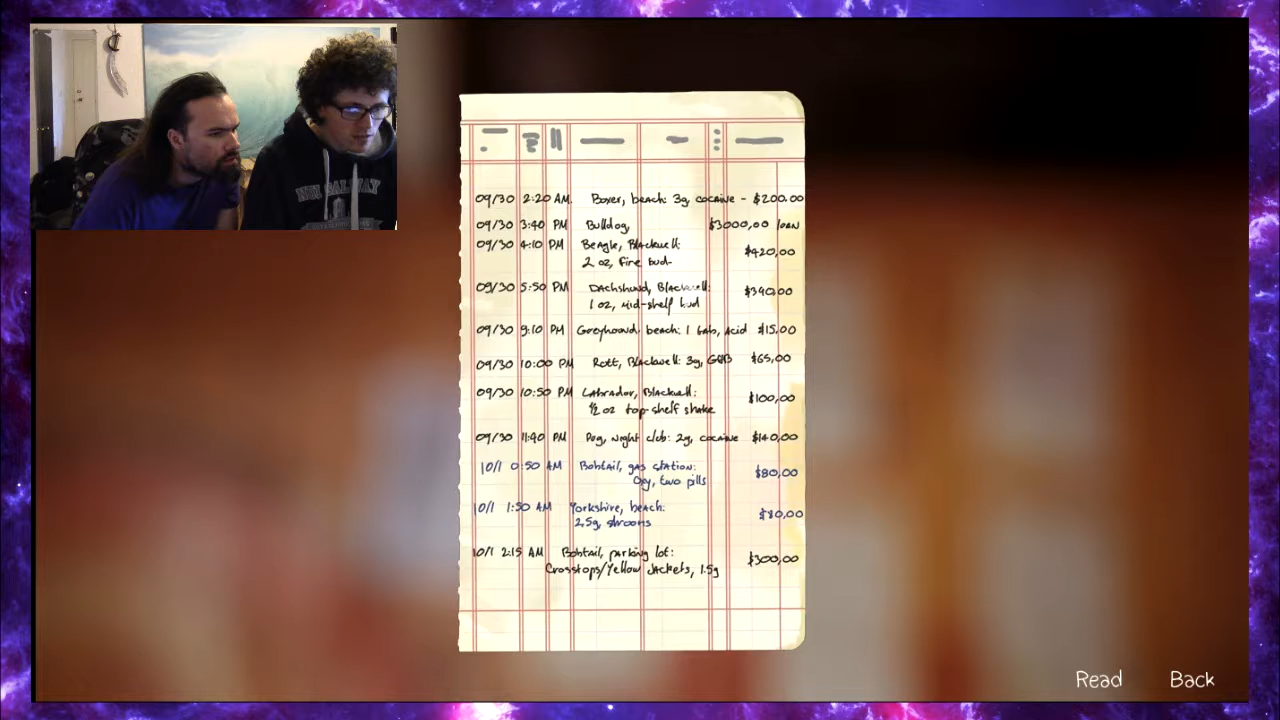 09/30 2:20 AM. Boxer, beach: 3g, cocaine - $200.00
09/30 3:40 PM Bulldog, $3000,00 loan
09/30 4:10 PM Beagle, Blackwell:
2 oz, fire bud- $420,00
09/30 5:50 PM Dachshund, Blackwell:
1 oz, mid-shelf bud $340,00
09/30 9:10 PM Greyhound, beach: 1 tab, Acid $15,00
09/30 10:00 PM Rott, Blackwell: 3g, GHB $65,00
09/30 10:50 PM Labrador, Blackwell:
½ oz top-shelf shake $100,00
09/30 11:40 PM Pog, night club: 2g, cocaine $140,00
10/1 0:50 AM Bobtail, gas station:
Oxy, two pills $80,00
10/1 1:50 AM Yorkshire, beach:
2,5g, shrooms $80,00
10/1 2:15 AM Bobtail, parking lot:
Crosstops/Yellow Jackets, 1.5g $300,00
Read Back